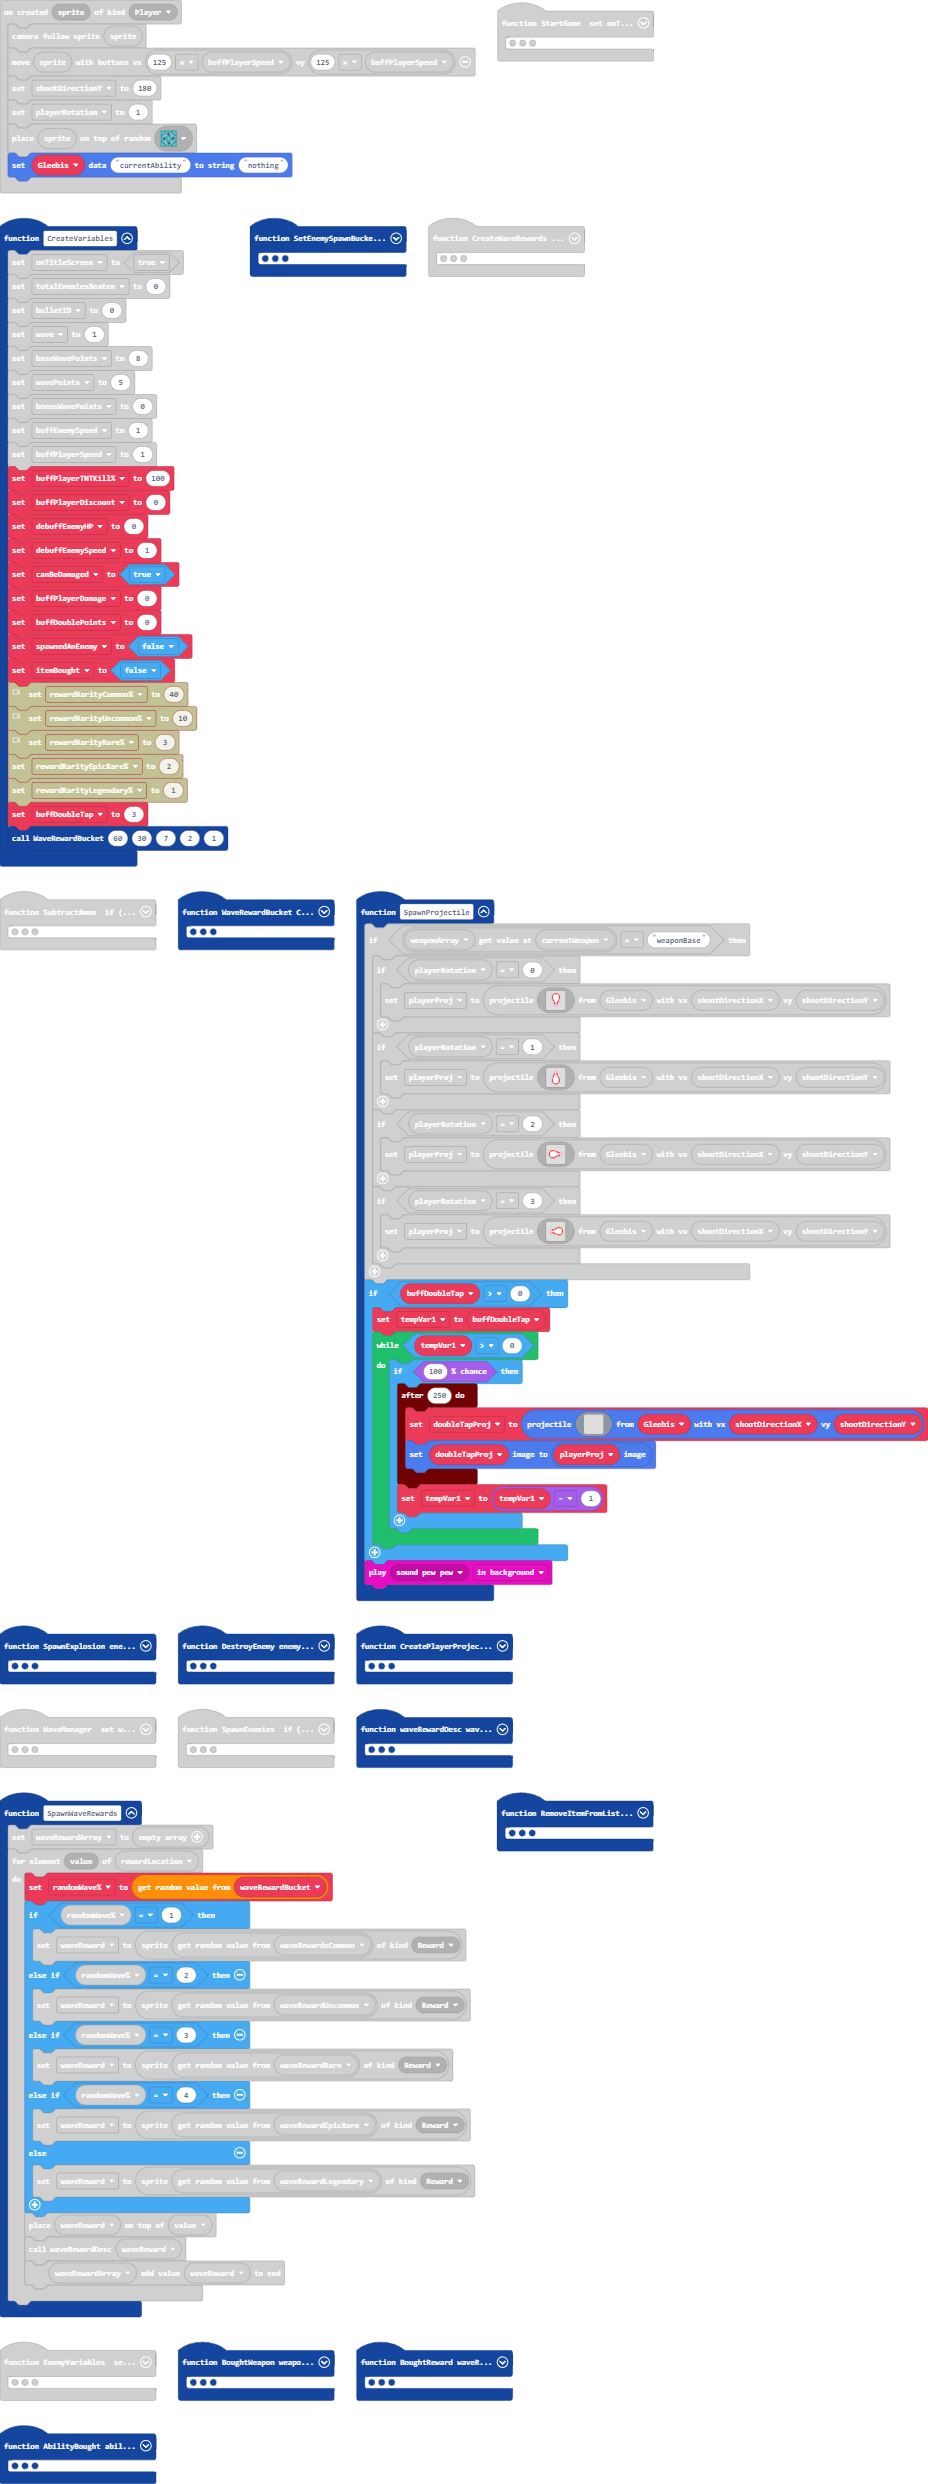 on created sprite of kind Player
camera follow sprite sprite
move sprite with buttons vx 125 × buffPlayerSpeed vy 125 × buffPlayerSpeed
set shootDirectionY to 180
set playerRotation to 1
place sprite on top of random
set Gleebis data "currentAbility" to string "nothing"
function StartGame set onT...
function CreateVariables
set onTitleScreen to true
set totalEnemiesBeaten to 0
set bulletID to 0
set wave to 1
set baseWavePoints to 8
set wavePoints to 5
set bonusWavePoints to 0
set buffEnemySpeed to 1
set buffPlayerSpeed to 1
set buffPlayerTNTKill% to 100
set buffPlayerDiscount to 0
set debuffEnemyHP to 0
set debuffEnemySpeed to 1
set canBeDamaged to true
set buffPlayerDamage to 0
set buffDoublePoints to 0
set spawnedAnEnemy to false
set itemBought to false
set rewardRarityCommon% to 40
set rewardRarityUncommon% to 10
set rewardRarityRare% to 3
set rewardRarityEpicRare% to 2
set rewardRarityLegendary% to 1
set buffDoubleTap to 3
call WaveRewardBucket 60 30 7 2 1
function SetEnemySpawnBucke...
function CreateWaveRewards ...
function SubtractAmmo if (...
function WaveRewardBucket C...
function SpawnProjectile
if weaponArray get value at currentWeapon = "weaponBase" then
if playerRotation = 0 then
set playerProj to projectile from Gleebis with vx shootDirectionX vy shootDirectionY
if playerRotation = 1 then
set playerProj to projectile from Gleebis with vx shootDirectionX vy shootDirectionY
if playerRotation = 2 then
set playerProj to projectile from Gleebis with vx shootDirectionX vy shootDirectionY
if playerRotation = 3 then
set playerProj to projectile from Gleebis with vx shootDirectionX vy shootDirectionY
if buffDoubleTap > 0 then
set tempVar1 to buffDoubleTap
while tempVar1 > 0
do if 100 % chance then
after 250 do
set doubleTapProj to projectile from Gleebis with vx shootDirectionX vy shootDirectionY
set doubleTapProj image to playerProj image
set tempVar1 to tempVar1 - 1
play sound pew pew in background
function SpawnExplosion ene...
function DestroyEnemy enemy...
function CreatePlayerProjec...
function WaveManager set w...
function SpawnEnemies if (...
function waveRewardDesc wav...
function SpawnWaveRewards
set waveRewardArray to empty array
for element value of rewardLocation
do set randomWave% to get random value from waveRewardBucket
if randomWave% = 1 then
set waveReward to sprite get random value from waveRewardsCommon of kind Reward
else if randomWave% = 2 then
set waveReward to sprite get random value from waveRewardUncommon of kind Reward
else if randomWave% = 3 then
set waveReward to sprite get random value from waveRewardRare of kind Reward
else if randomWave% = 4 then
set waveReward to sprite get random value from waveRewardEpicRare of kind Reward
else
set waveReward to sprite get random value from waveRewardLegendary of kind Reward
place waveReward on top of value
call waveRewardDesc waveReward
waveRewardArray add value waveReward to end
function RemoveItemFromList...
function EnemyVariables se...
function BoughtWeapon weapo...
function BoughtReward waveR...
function AbilityBought abil...